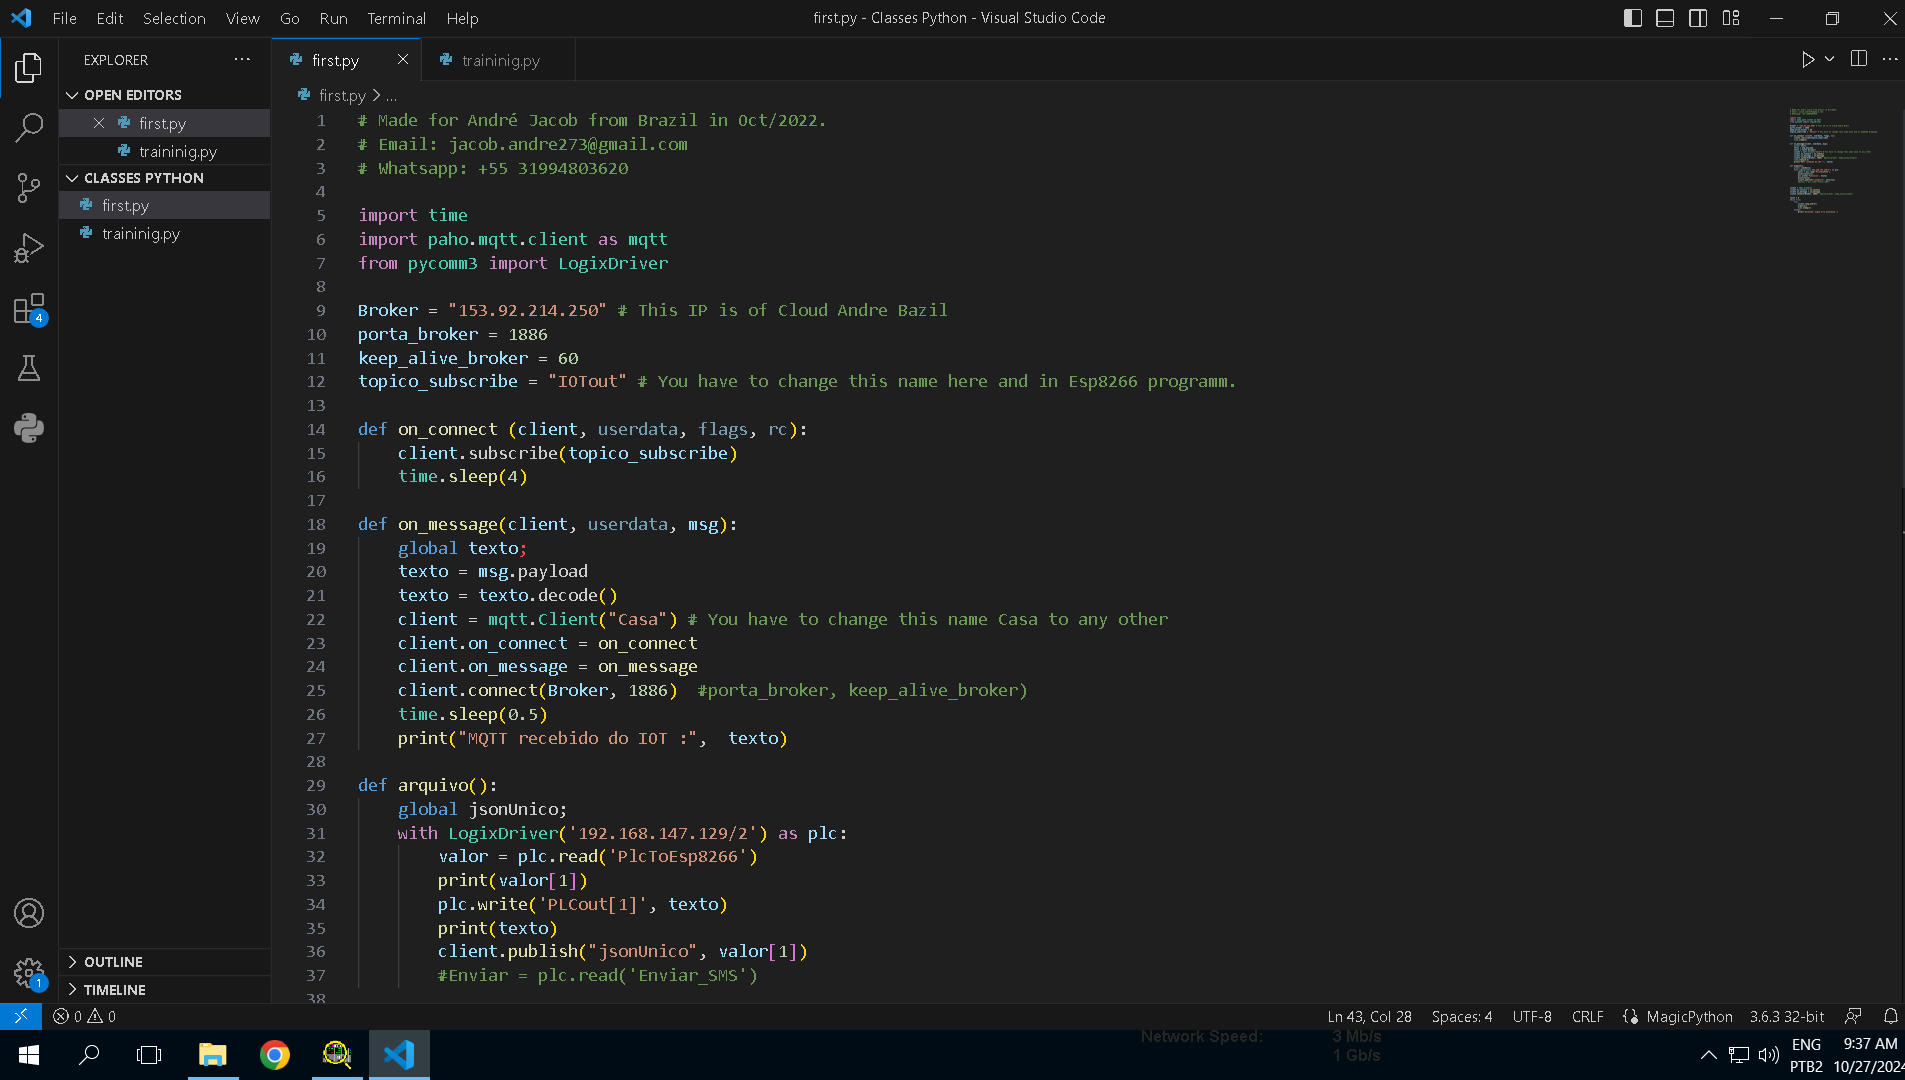 File Edit Selection View Go Run Terminal Help
first.py - Classes Python - Visual Studio Code
EXPLORER
OPEN EDITORS
first.py
traininig.py
CLASSES PYTHON
first.py
traininig.py
OUTLINE
TIMELINE
4
1
first.py traininig.py
first.py > ...
1 # Made for André Jacob from Brazil in Oct/2022.
2 # Email: jacob.andre273@gmail.com
3 # Whatsapp: +55 31994803620
4
5 import time
6 import paho.mqtt.client as mqtt
7 from pycomm3 import LogixDriver
8
9 Broker = "153.92.214.250" # This IP is of Cloud Andre Bazil
10 porta_broker = 1886
11 keep_alive_broker = 60
12 topico_subscribe = "IOTout" # You have to change this name here and in Esp8266 programm.
13
14 def on_connect (client, userdata, flags, rc):
15 client.subscribe(topico_subscribe)
16 time.sleep(4)
17
18 def on_message(client, userdata, msg):
19 global texto;
20 texto = msg.payload
21 texto = texto.decode()
22 client = mqtt.Client("Casa") # You have to change this name Casa to any other
23 client.on_connect = on_connect
24 client.on_message = on_message
25 client.connect(Broker, 1886) #porta_broker, keep_alive_broker)
26 time.sleep(0.5)
27 print("MQTT recebido do IOT :", texto)
28
29 def arquivo():
30 global jsonUnico;
31 with LogixDriver('192.168.147.129/2') as plc:
32 valor = plc.read('PlcToEsp8266')
33 print(valor[1])
34 plc.write('PLCout[1]', texto)
35 print(texto)
36 client.publish("jsonUnico", valor[1])
37 #Enviar = plc.read('Enviar_SMS')
38
0 0
Ln 43, Col 28 Spaces: 4 UTF-8 CRLF MagicPython 3.6.3 32-bit
Network Speed: 3 Mb/s
1 Gb/s
ENG
PTB2
9:37 AM
10/27/2024